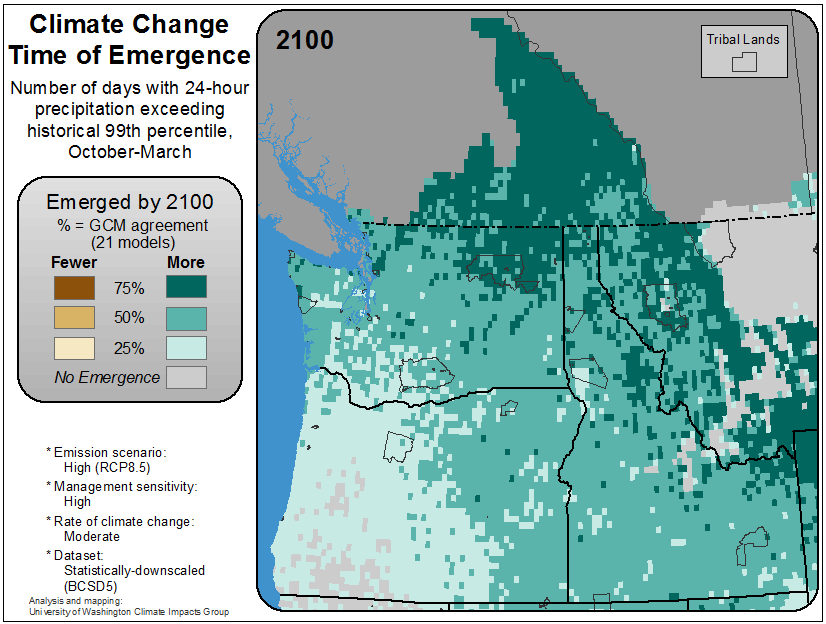 Climate Change
Time of Emergence
Number of days with 24-hour
precipitation exceeding
historical 99th percentile,
October-March
Emerged by 2100
% = GCM agreement
(21 models)
Fewer More
75%
50%
25%
No Emergence
* Emission scenario:
High (RCP8.5)
* Management sensitivity:
High
* Rate of climate change:
Moderate
* Dataset:
Statistically-downscaled
(BCSD5)
Analysis and mapping:
University of Washington Climate Impacts Group
2100
Tribal Lands